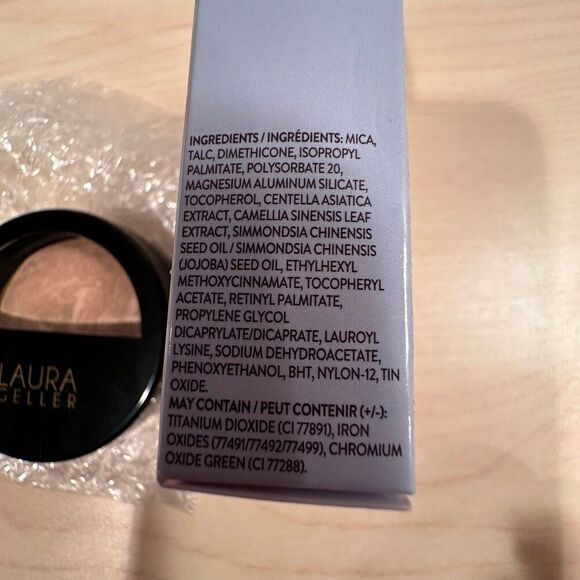 INGREDIENTS / INGRÉDIENTS: MICA,
TALC, DIMETHICONE, ISOPROPYL
PALMITATE, POLYSORBATE 20,
MAGNESIUM ALUMINUM SILICATE,
TOCOPHEROL, CENTELLA ASIATICA
EXTRACT, CAMELLIA SINENSIS LEAF
EXTRACT, SIMMONDSIA CHINENSIS
SEED OIL / SIMMONDSIA CHINENSIS
(JOJOBA) SEED OIL, ETHYLHEXYL
METHOXYCINNAMATE, TOCOPHERYL
ACETATE, RETINYL PALMITATE,
PROPYLENE GLYCOL
DICAPRYLATE/DICAPRATE, LAUROYL
LYSINE, SODIUM DEHYDROACETATE,
PHENOXYETHANOL, BHT, NYLON-12, TIN
OXIDE.
MAY CONTAIN / PEUT CONTENIR (+/-):
TITANIUM DIOXIDE (CI 77891), IRON
OXIDES (77491/77492/77499), CHROMIUM
OXIDE GREEN (CI 77288).
LAURA
GELLER